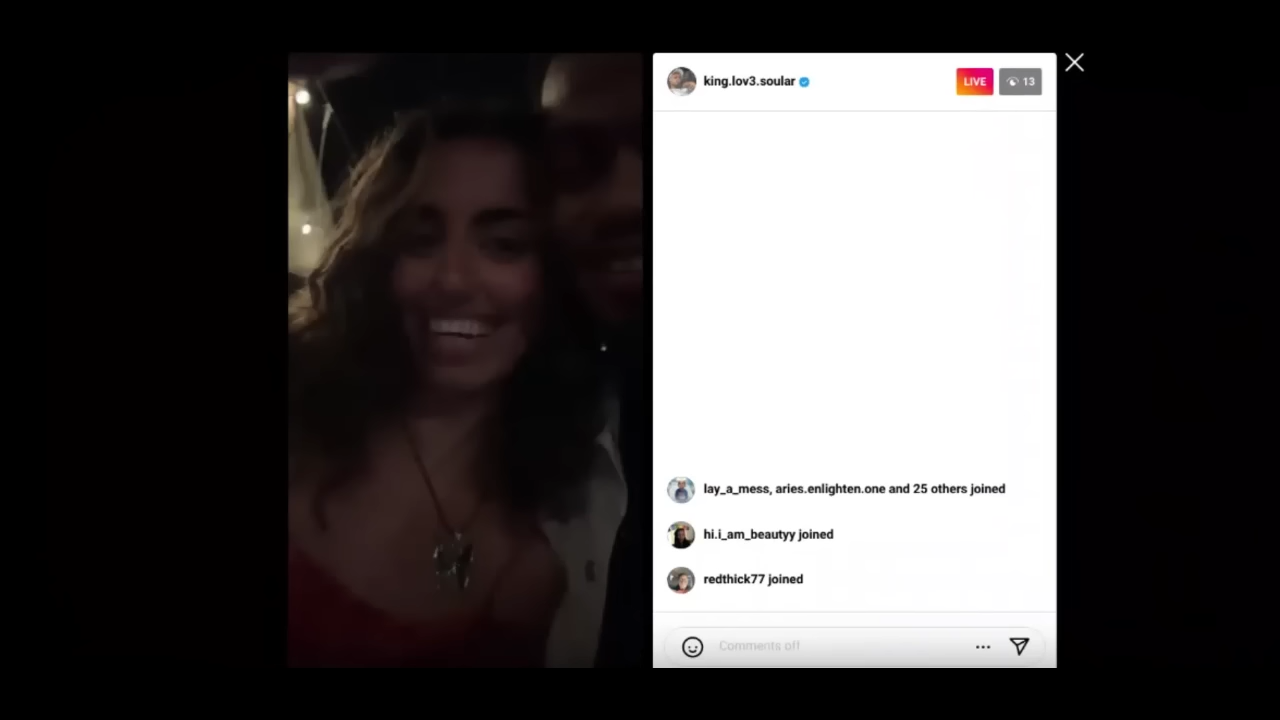 king.lov3.soular
LIVE
13
lay_a_mess, aries.enlighten.one and 25 others joined
hi.i_am_beautyy joined
redthick77 joined
Comments off